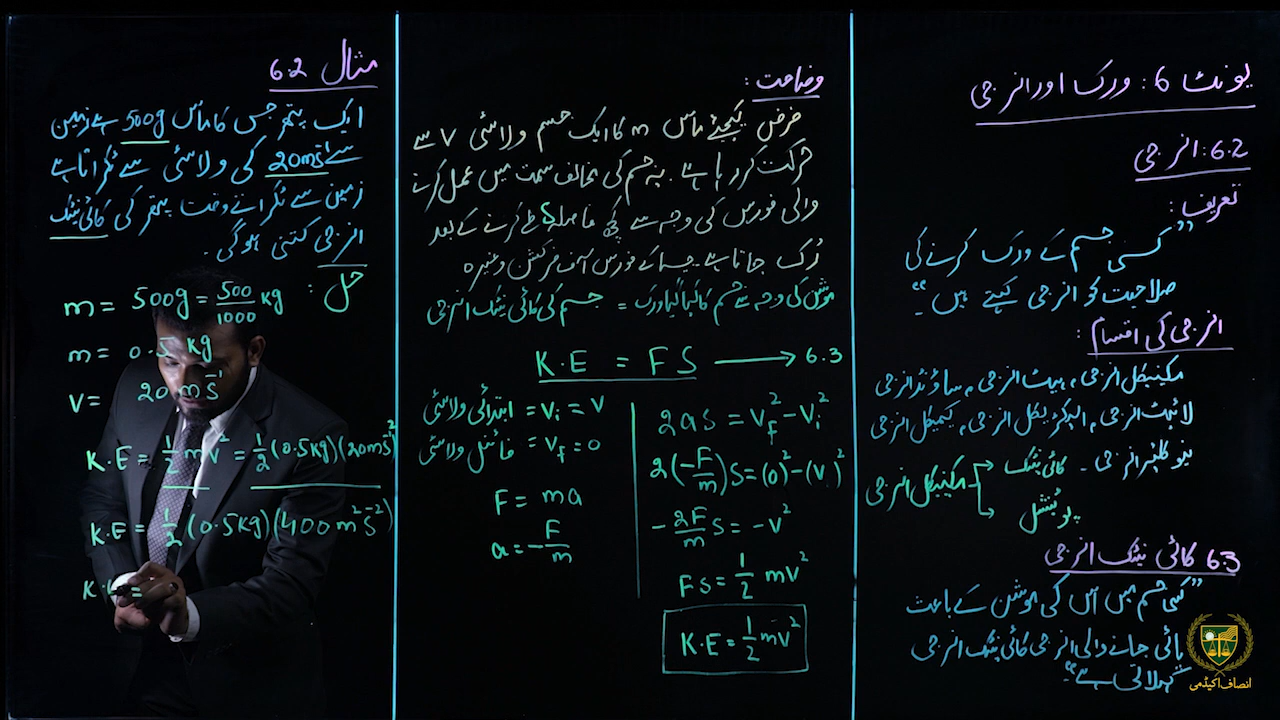 یونٹ 6: ورک اور انرجی
6.2: انرجی
تعریف:
”کسی جسم کے ورک کرنے کی
صلاحیت کو انرجی کہتے ہیں“۔
انرجی کی اقسام:
مکینیکل انرجی، ہیٹ انرجی، ساؤنڈ انرجی
لائیٹ انرجی، الیکٹریکل انرجی، کیمیکل انرجی
نیوکلیئر انرجی۔
مکینیکل انرجی
کائی نیٹک
پوٹینشل
6.3 کائی نیٹک انرجی
”کسی جسم میں اس کی موشن کے باعث
پائی جانے والی انرجی کائی نیٹک انرجی
کہلاتی ہے“۔
انصاف اکیڈمی
وضاحت:
فرض کیجئے ماس m کا ایک جسم ولاسٹی V سے
حرکت کر رہا ہے۔ یہ جسم کی مخالف سمت میں عمل کرنے
والی فورس کی وجہ سے کچھ فاصلہ S طے کرنے کے بعد
رُک جاتا ہے۔ جیسا کے فورس آف فرکشن وغیرہ
موشن کی وجہ سے جسم کا کیا گیا ورک = جسم کی کائی نیٹک انرجی
K.E = FS → 6.3
ابتدائی ولاسٹی = Vi = V
فائنل ولاسٹی = Vf = 0
F = ma
a = -F/m
2as = Vf² - Vi²
2(-F/m)S = (0)² - (V)²
-2F/m S = -V²
FS = 1/2 mV²
K.E = 1/2 mV²
مثال 6.2
ایک پتھر جس کا ماس 500g ہے زمین
سے 20ms⁻¹ کی ولاسٹی سے ٹکراتا ہے
زمین سے ٹکراتے وقت پتھر کی کائی نیٹک
انرجی کتنی ہو گی۔
حل:
m = 500g = 500/1000 kg
m = 0.5 kg
V = 20 ms⁻¹
K.E = 1/2 mV² = 1/2 (0.5kg)(20ms⁻¹)²
K.E = 1/2 (0.5kg)(400m²s⁻²)
K.E =